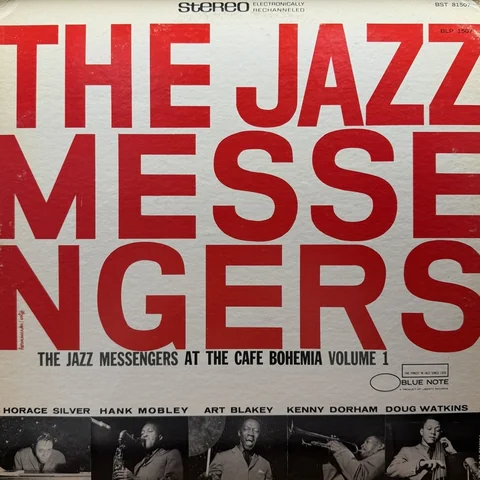 stereo ELECTRONICALLY RECHANNELED
BST 81507
BLP 1507
THE JAZZ
MESSE
NGERS
THE JAZZ MESSENGERS AT THE CAFE BOHEMIA VOLUME 1
BLUE NOTE
HORACE SILVER HANK MOBLEY ART BLAKEY KENNY DORHAM DOUG WATKINS